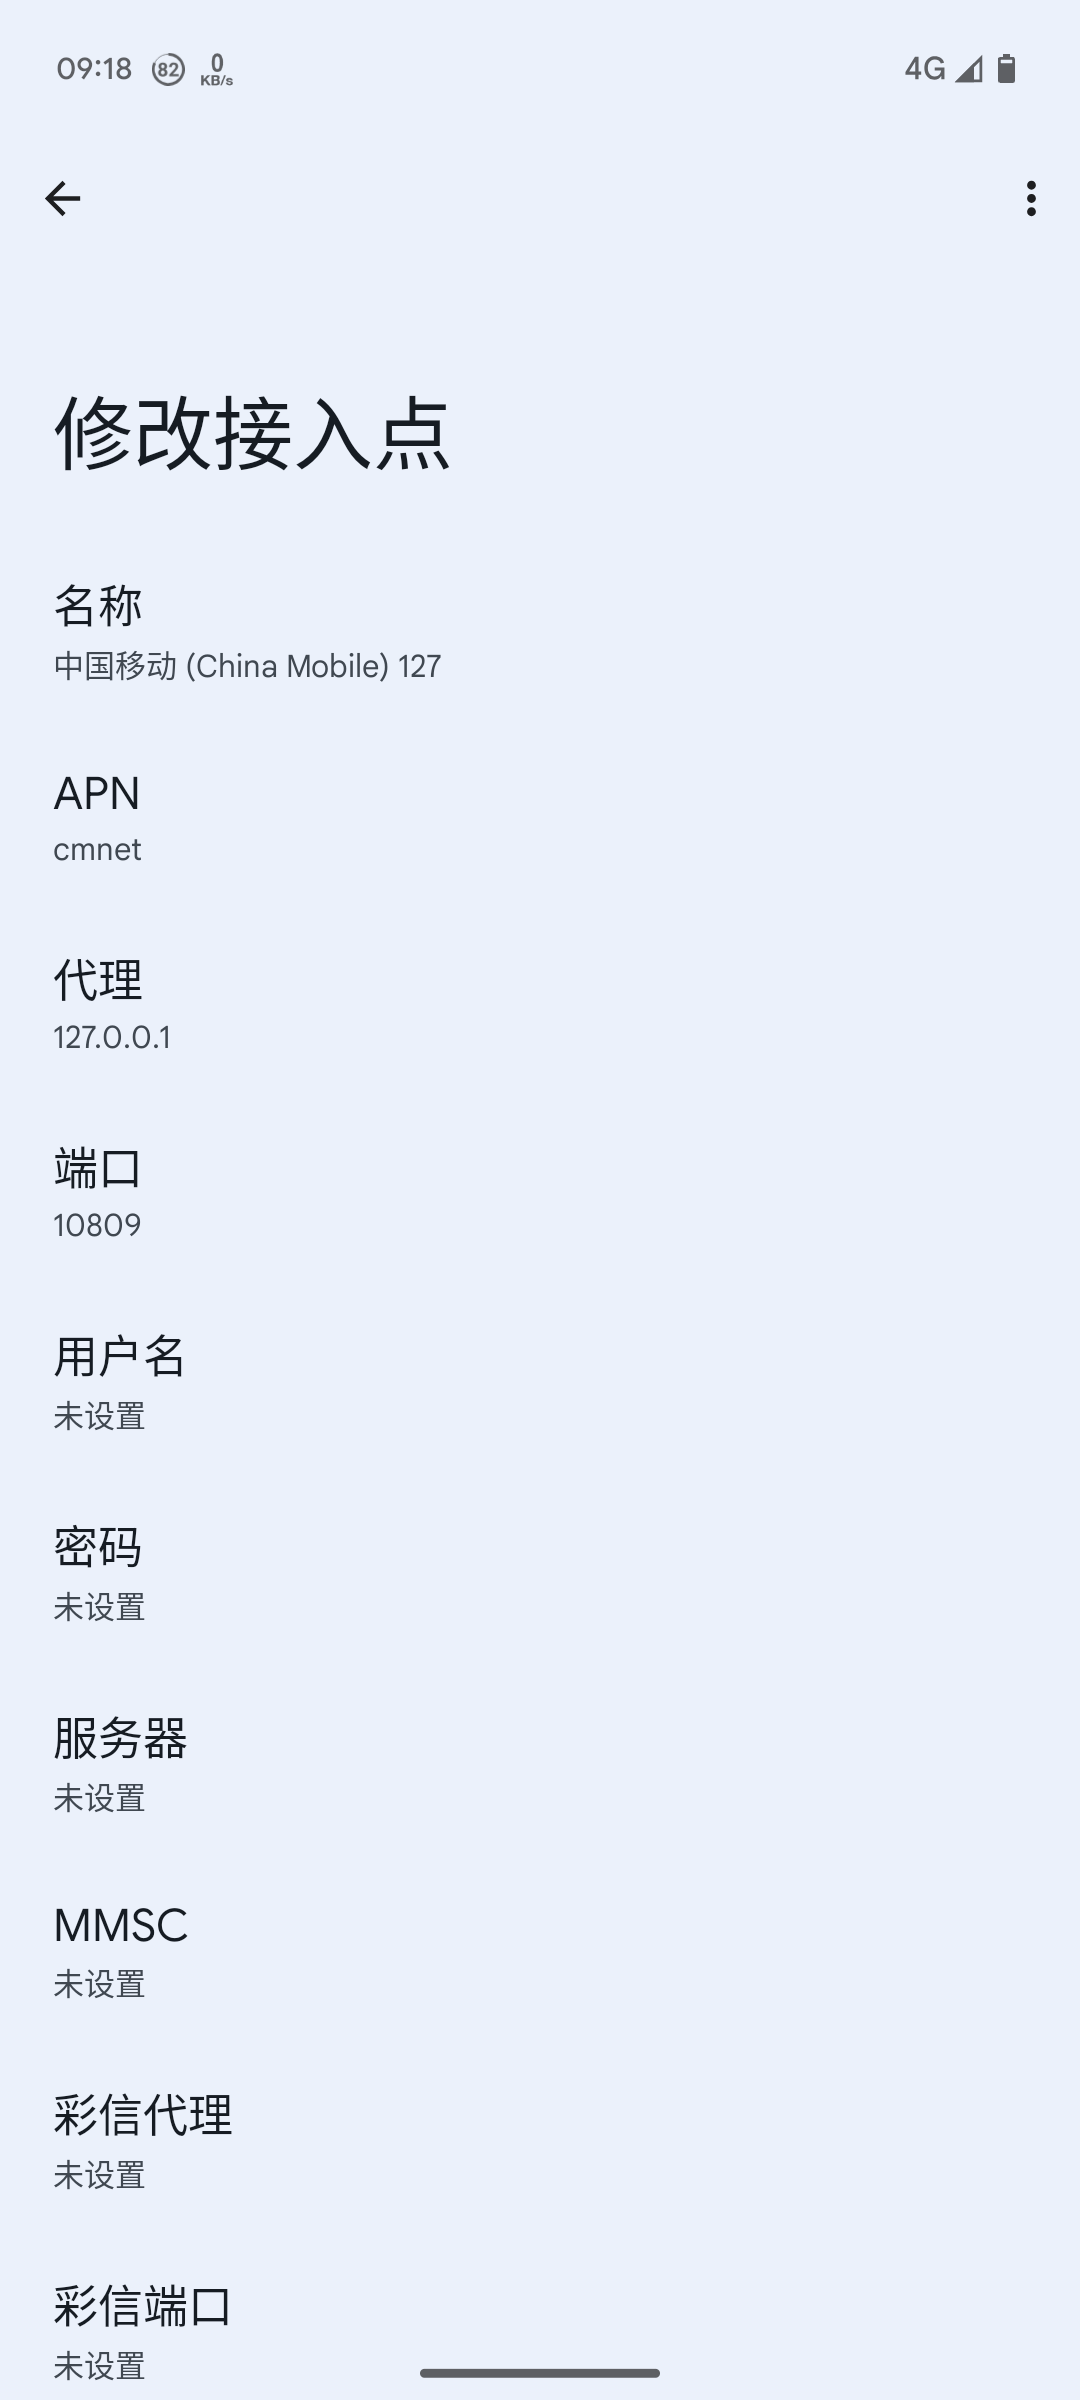 09:18 82 0 KB/s 4G
修改接入点
名称
中国移动 (China Mobile) 127
APN
cmnet
代理
127.0.0.1
端口
10809
用户名
未设置
密码
未设置
服务器
未设置
MMSC
未设置
彩信代理
未设置
彩信端口
未设置